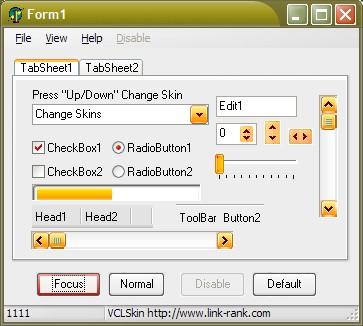 Form1
File View Help Disable
TabSheet1 TabSheet2
Press "Up/Down" Change Skin
Change Skins
Edit1
0
CheckBox1 RadioButton1
CheckBox2 RadioButton2
Head1 Head2
ToolBar Button2
Focus Normal Disable Default
1111 VCLSkin http://www.link-rank.com